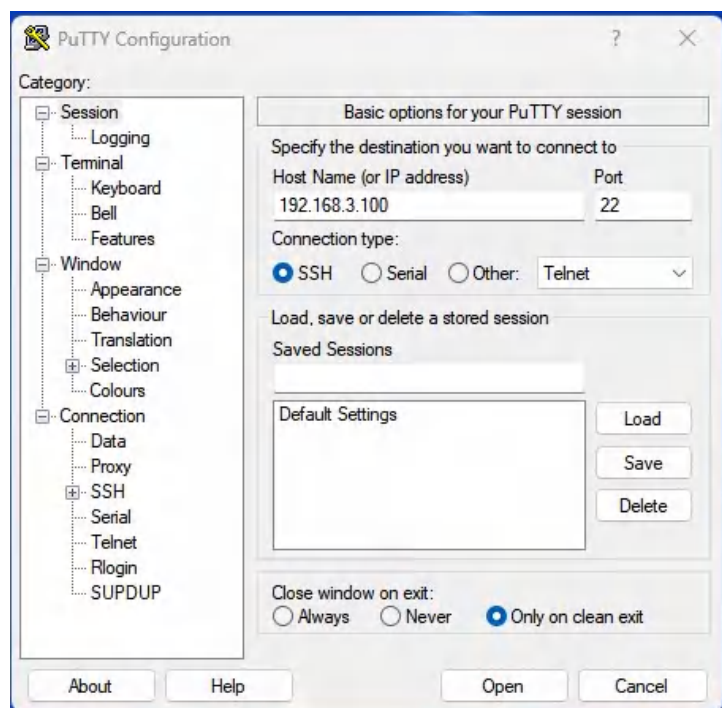 PuTTY Configuration
?
Category:
Session
Logging
Terminal
Keyboard
Bell
Features
Window
Appearance
Behaviour
Translation
Selection
Colours
Connection
Data
Proxy
SSH
Serial
Telnet
Rlogin
SUPDUP
Basic options for your PuTTY session
Specify the destination you want to connect to
Host Name (or IP address) Port
192.168.3.100 22
Connection type:
SSH Serial Other: Telnet
Load, save or delete a stored session
Saved Sessions
Default Settings
Load
Save
Delete
Close window on exit:
Always Never Only on clean exit
About Help Open Cancel